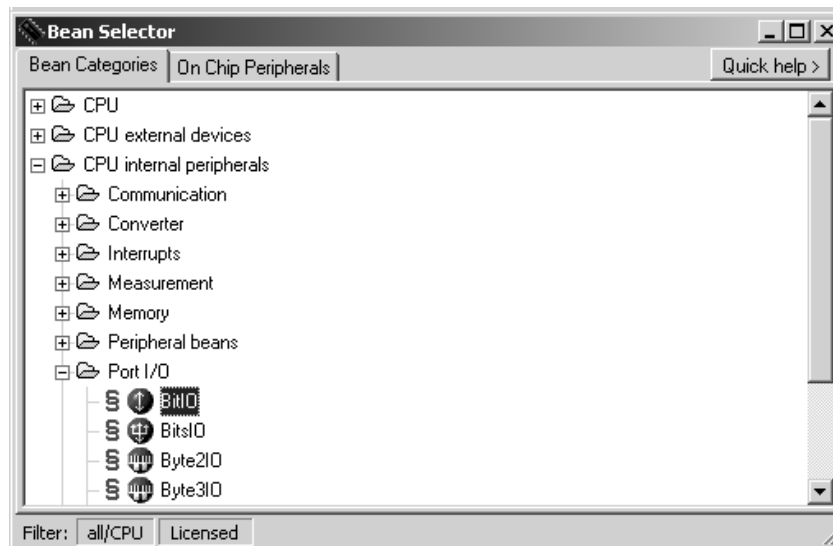 Bean Selector
Bean Categories On Chip Peripherals Quick help >
CPU
CPU external devices
CPU internal peripherals
Communication
Converter
Interrupts
Measurement
Memory
Peripheral beans
Port I/O
BitIO
BitsIO
Byte2IO
Byte3IO
Filter: all/CPU Licensed